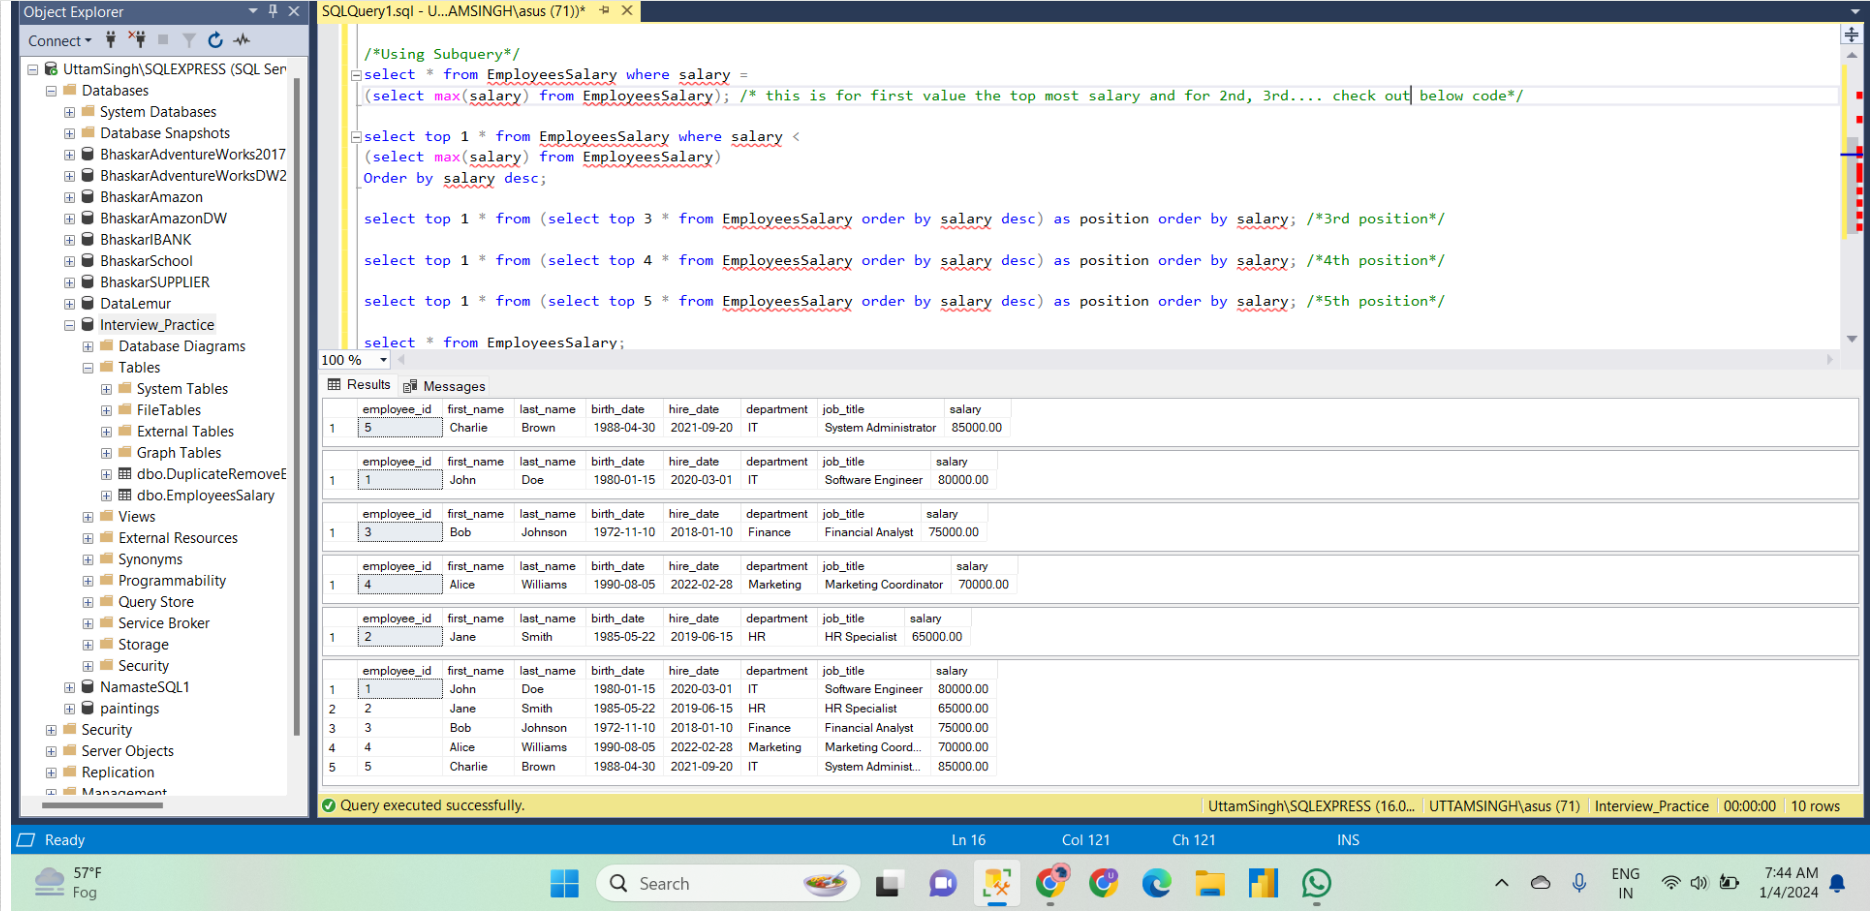 Object Explorer
SQLQuery1.sql - U...AMSINGH\asus (71))*
Connect
UttamSingh\SQLEXPRESS (SQL Ser
Databases
System Databases
Database Snapshots
BhaskarAdventureWorks2017
BhaskarAdventureWorksDW2
BhaskarAmazon
BhaskarAmazonDW
BhaskarIBANK
BhaskarSchool
BhaskarSUPPLIER
DataLemur
Interview_Practice
Database Diagrams
Tables
System Tables
FileTables
External Tables
Graph Tables
dbo.DuplicateRemoveE
dbo.EmployeesSalary
Views
External Resources
Synonyms
Programmability
Query Store
Service Broker
Storage
Security
NamasteSQL1
paintings
Security
Server Objects
Replication
Management
/*Using Subquery*/
select * from EmployeesSalary where salary =
(select max(salary) from EmployeesSalary); /* this is for first value the top most salary and for 2nd, 3rd.... check out below code*/
select top 1 * from EmployeesSalary where salary <
(select max(salary) from EmployeesSalary)
Order by salary desc;
select top 1 * from (select top 3 * from EmployeesSalary order by salary desc) as position order by salary; /*3rd position*/
select top 1 * from (select top 4 * from EmployeesSalary order by salary desc) as position order by salary; /*4th position*/
select top 1 * from (select top 5 * from EmployeesSalary order by salary desc) as position order by salary; /*5th position*/
select * from EmployeesSalary;
100 %
Results Messages
employee_id first_name last_name birth_date hire_date department job_title salary
1 5 Charlie Brown 1988-04-30 2021-09-20 IT System Administrator 85000.00
employee_id first_name last_name birth_date hire_date department job_title salary
1 1 John Doe 1980-01-15 2020-03-01 IT Software Engineer 80000.00
employee_id first_name last_name birth_date hire_date department job_title salary
1 3 Bob Johnson 1972-11-10 2018-01-10 Finance Financial Analyst 75000.00
employee_id first_name last_name birth_date hire_date department job_title salary
1 4 Alice Williams 1990-08-05 2022-02-28 Marketing Marketing Coordinator 70000.00
employee_id first_name last_name birth_date hire_date department job_title salary
1 2 Jane Smith 1985-05-22 2019-06-15 HR HR Specialist 65000.00
employee_id first_name last_name birth_date hire_date department job_title salary
1 1 John Doe 1980-01-15 2020-03-01 IT Software Engineer 80000.00
2 2 Jane Smith 1985-05-22 2019-06-15 HR HR Specialist 65000.00
3 3 Bob Johnson 1972-11-10 2018-01-10 Finance Financial Analyst 75000.00
4 4 Alice Williams 1990-08-05 2022-02-28 Marketing Marketing Coord... 70000.00
5 5 Charlie Brown 1988-04-30 2021-09-20 IT System Administ... 85000.00
Query executed successfully. UttamSingh\SQLEXPRESS (16.0... UTTAMSINGH\asus (71) Interview_Practice 00:00:00 10 rows
Ready Ln 16 Col 121 Ch 121 INS
57°F
Fog
Search
ENG
IN
7:44 AM
1/4/2024